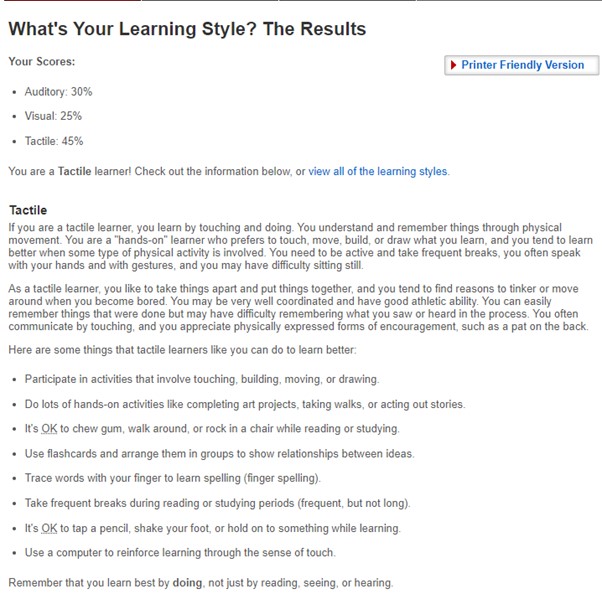 What's Your Learning Style? The Results
Your Scores:
Printer Friendly Version
• Auditory: 30%
• Visual: 25%
• Tactile: 45%
You are a Tactile learner! Check out the information below, or view all of the learning styles.
Tactile
If you are a tactile learner, you learn by touching and doing. You understand and remember things through physical
movement. You are a "hands-on" learner who prefers to touch, move, build, or draw what you learn, and you tend to learn
better when some type of physical activity is involved. You need to be active and take frequent breaks, you often speak
with your hands and with gestures, and you may have difficulty sitting still.
As a tactile learner, you like to take things apart and put things together, and you tend to find reasons to tinker or move
around when you become bored. You may be very well coordinated and have good athletic ability. You can easily
remember things that were done but may have difficulty remembering what you saw or heard in the process. You often
communicate by touching, and you appreciate physically expressed forms of encouragement, such as a pat on the back.
Here are some things that tactile learners like you can do to learn better:
• Participate in activities that involve touching, building, moving, or drawing.
• Do lots of hands-on activities like completing art projects, taking walks, or acting out stories.
• It's OK to chew gum, walk around, or rock in a chair while reading or studying.
• Use flashcards and arrange them in groups to show relationships between ideas.
• Trace words with your finger to learn spelling (finger spelling).
• Take frequent breaks during reading or studying periods (frequent, but not long).
• It's OK to tap a pencil, shake your foot, or hold on to something while learning.
• Use a computer to reinforce learning through the sense of touch.
Remember that you learn best by doing, not just by reading, seeing, or hearing.